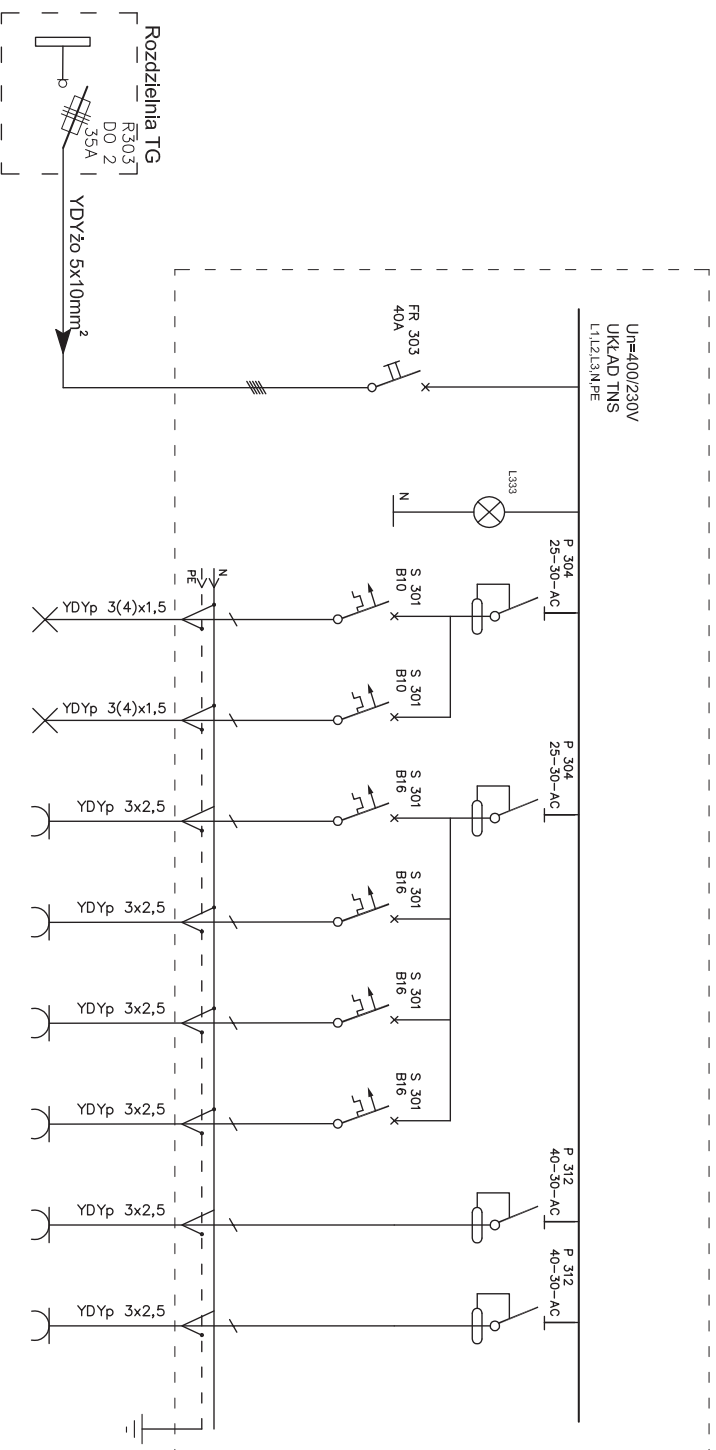 Rozdzielnia TG
R303
DO 2
35A
YDYżo 5x10mm²
Un=400/230V
UKŁAD TNS
L1,L2,L3,N,PE
FR 303
40A
L333
N
P 304
25-30-AC
P 304
25-30-AC
P 312
40-30-AC
P 312
40-30-AC
S 301
B10
S 301
B10
S 301
B16
S 301
B16
S 301
B16
S 301
B16
N
PE
YDYp 3(4)x1,5
YDYp 3(4)x1,5
YDYp 3x2,5
YDYp 3x2,5
YDYp 3x2,5
YDYp 3x2,5
YDYp 3x2,5
YDYp 3x2,5